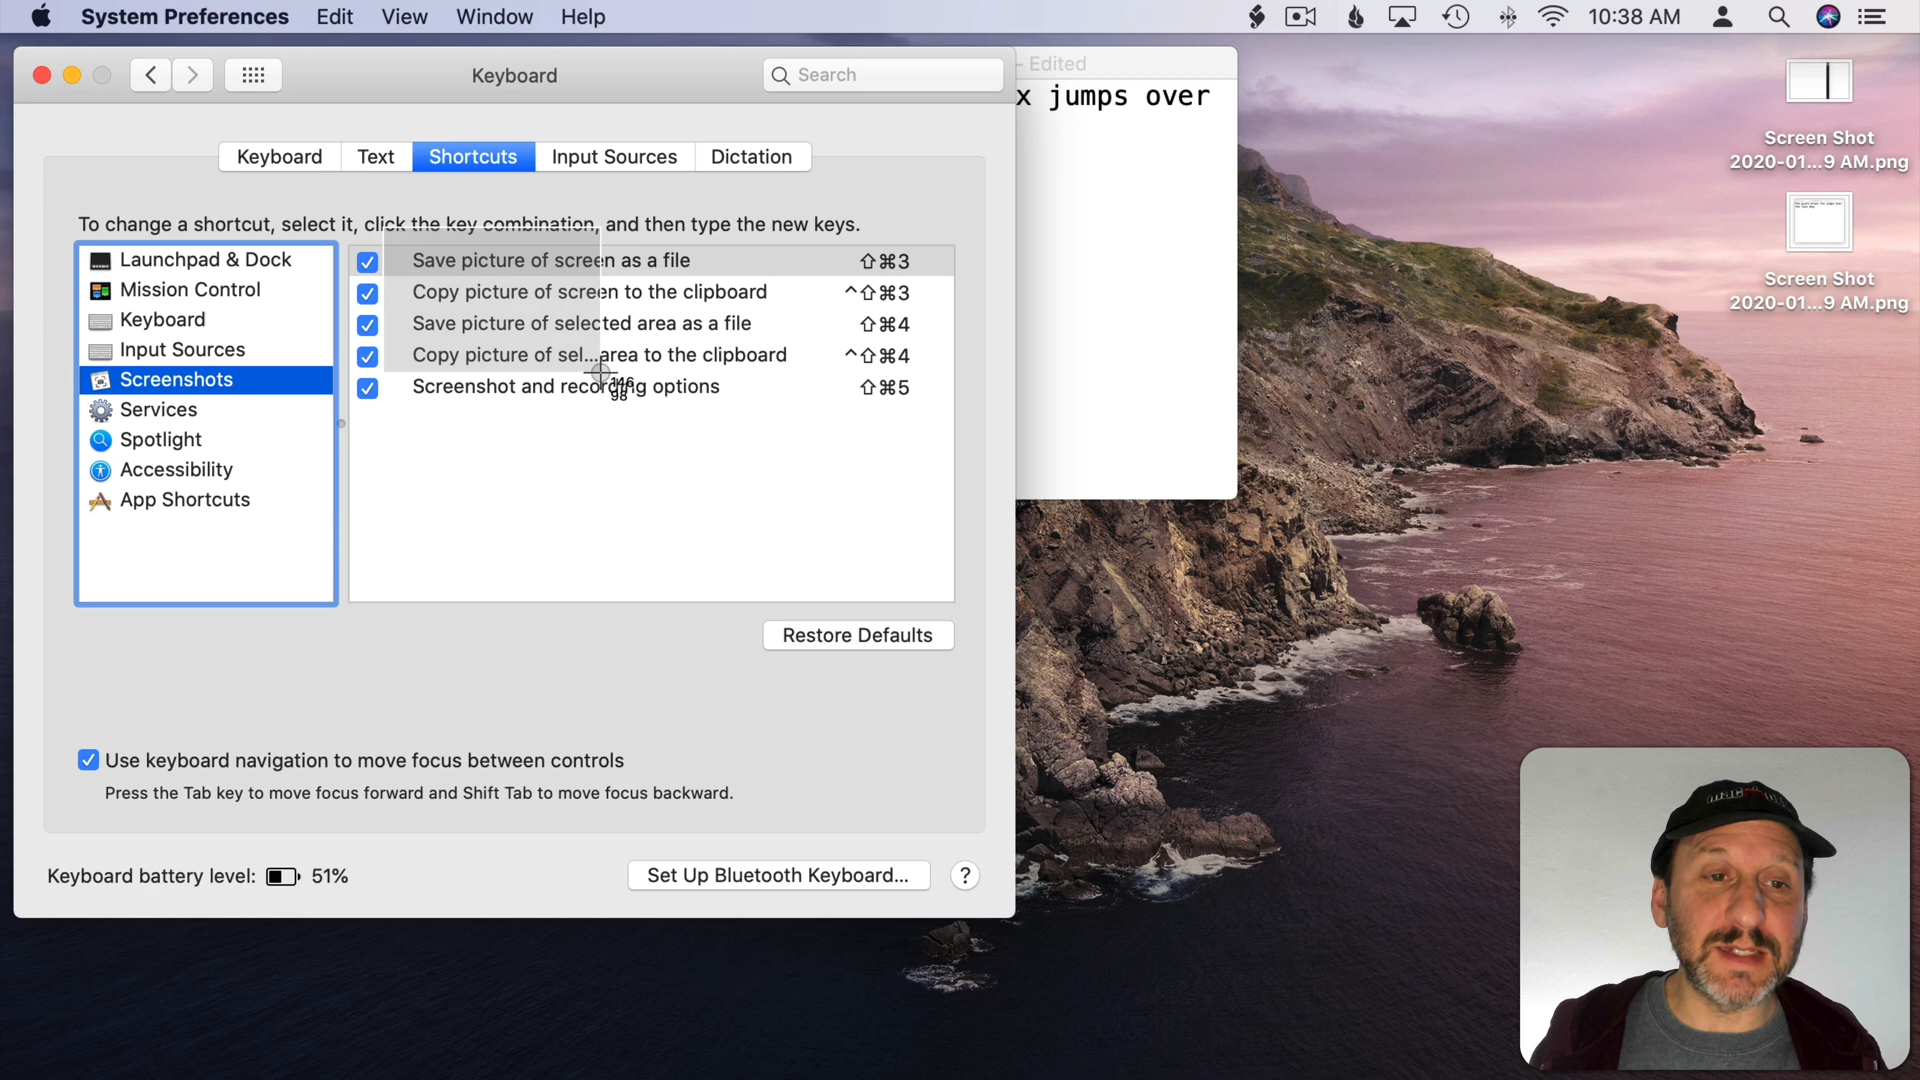 System Preferences Edit View Window Help 10:38 AM
Keyboard Search
– Edited
x jumps over
Screen Shot
2020-01...9 AM.png
Screen Shot
2020-01...9 AM.png
Keyboard Text Shortcuts Input Sources Dictation
To change a shortcut, select it, click the key combination, and then type the new keys.
Launchpad & Dock
Mission Control
Keyboard
Input Sources
Screenshots
Services
Spotlight
Accessibility
App Shortcuts
Save picture of screen as a file ⇧⌘3
Copy picture of screen to the clipboard ^⇧⌘3
Save picture of selected area as a file ⇧⌘4
Copy picture of sel...area to the clipboard ^⇧⌘4
Screenshot and recording options ⇧⌘5
146
98
Restore Defaults
Use keyboard navigation to move focus between controls
Press the Tab key to move focus forward and Shift Tab to move focus backward.
Keyboard battery level: 51% Set Up Bluetooth Keyboard... ?